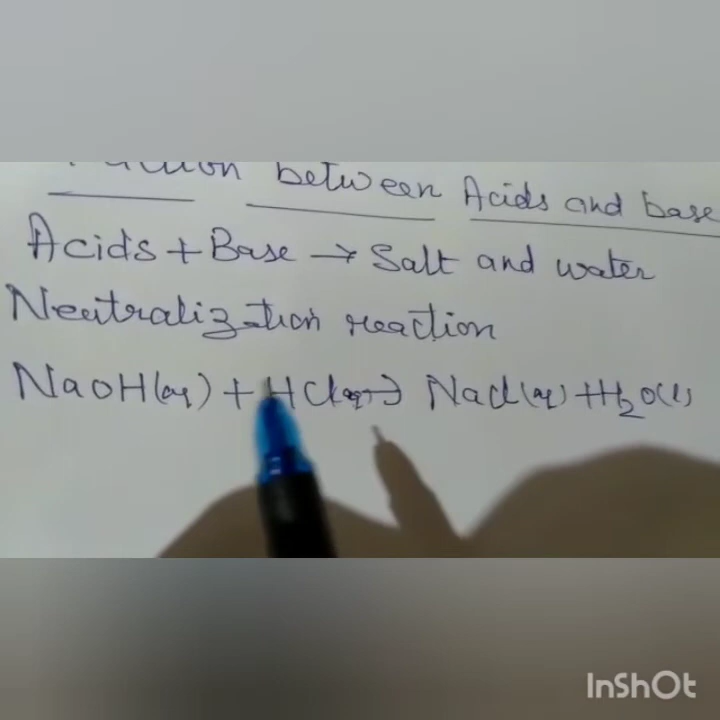 between Acids and base
Acids + Base → Salt and water
Neutralization reaction
NaOH(aq) + HCl(aq) → NaCl(aq) + H₂O(l)
InShOt